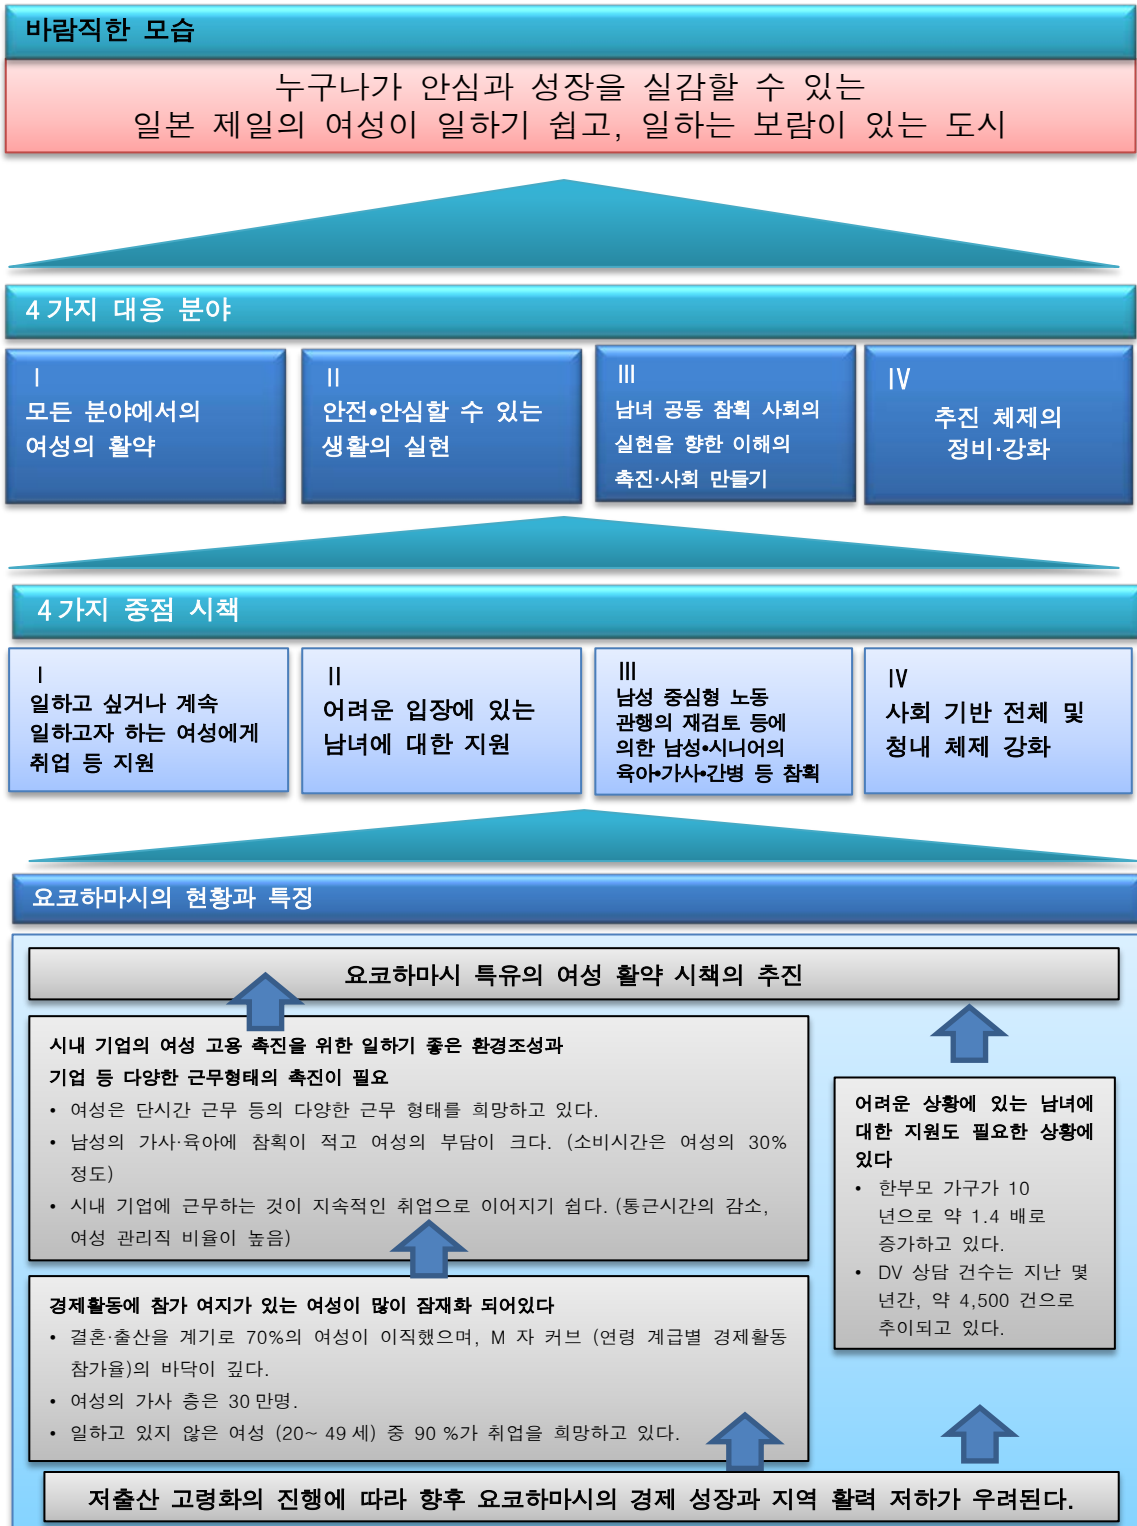 바람직한 모습
누구나가 안심과 성장을 실감할 수 있는
일본 제일의 여성이 일하기 쉽고, 일하는 보람이 있는 도시
4가지 대응 분야
Ⅰ
모든 분야에서의
여성의 활약
Ⅱ
안전•안심할 수 있는
생활의 실현
Ⅲ
남녀 공동 참획 사회의
실현을 향한 이해의
촉진·사회 만들기
Ⅳ
추진 체제의
정비·강화
4가지 중점 시책
Ⅰ
일하고 싶거나 계속
일하고자 하는 여성에게
취업 등 지원
Ⅱ
어려운 입장에 있는
남녀에 대한 지원
Ⅲ
남성 중심형 노동
관행의 재검토 등에
의한 남성•시니어의
육아•가사•간병 등 참획
Ⅳ
사회 기반 전체 및
청내 체제 강화
요코하마시의 현황과 특징
요코하마시 특유의 여성 활약 시책의 추진
시내 기업의 여성 고용 촉진을 위한 일하기 좋은 환경조성과
기업 등 다양한 근무형태의 촉진이 필요
• 여성은 단시간 근무 등의 다양한 근무 형태를 희망하고 있다.
• 남성의 가사·육아에 참획이 적고 여성의 부담이 크다. (소비시간은 여성의 30%
정도)
• 시내 기업에 근무하는 것이 지속적인 취업으로 이어지기 쉽다. (통근시간의 감소,
여성 관리직 비율이 높음)
어려운 상황에 있는 남녀에
대한 지원도 필요한 상황에
있다
• 한부모 가구가 10
년으로 약 1.4 배로
증가하고 있다.
• DV 상담 건수는 지난 몇
년간, 약 4,500 건으로
추이되고 있다.
경제활동에 참가 여지가 있는 여성이 많이 잠재화 되어있다
• 결혼·출산을 계기로 70%의 여성이 이직했으며, M 자 커브 (연령 계급별 경제활동
참가율)의 바닥이 깊다.
• 여성의 가사 층은 30만명.
• 일하고 있지 않은 여성 (20~ 49세) 중 90 %가 취업을 희망하고 있다.
저출산 고령화의 진행에 따라 향후 요코하마시의 경제 성장과 지역 활력 저하가 우려된다.